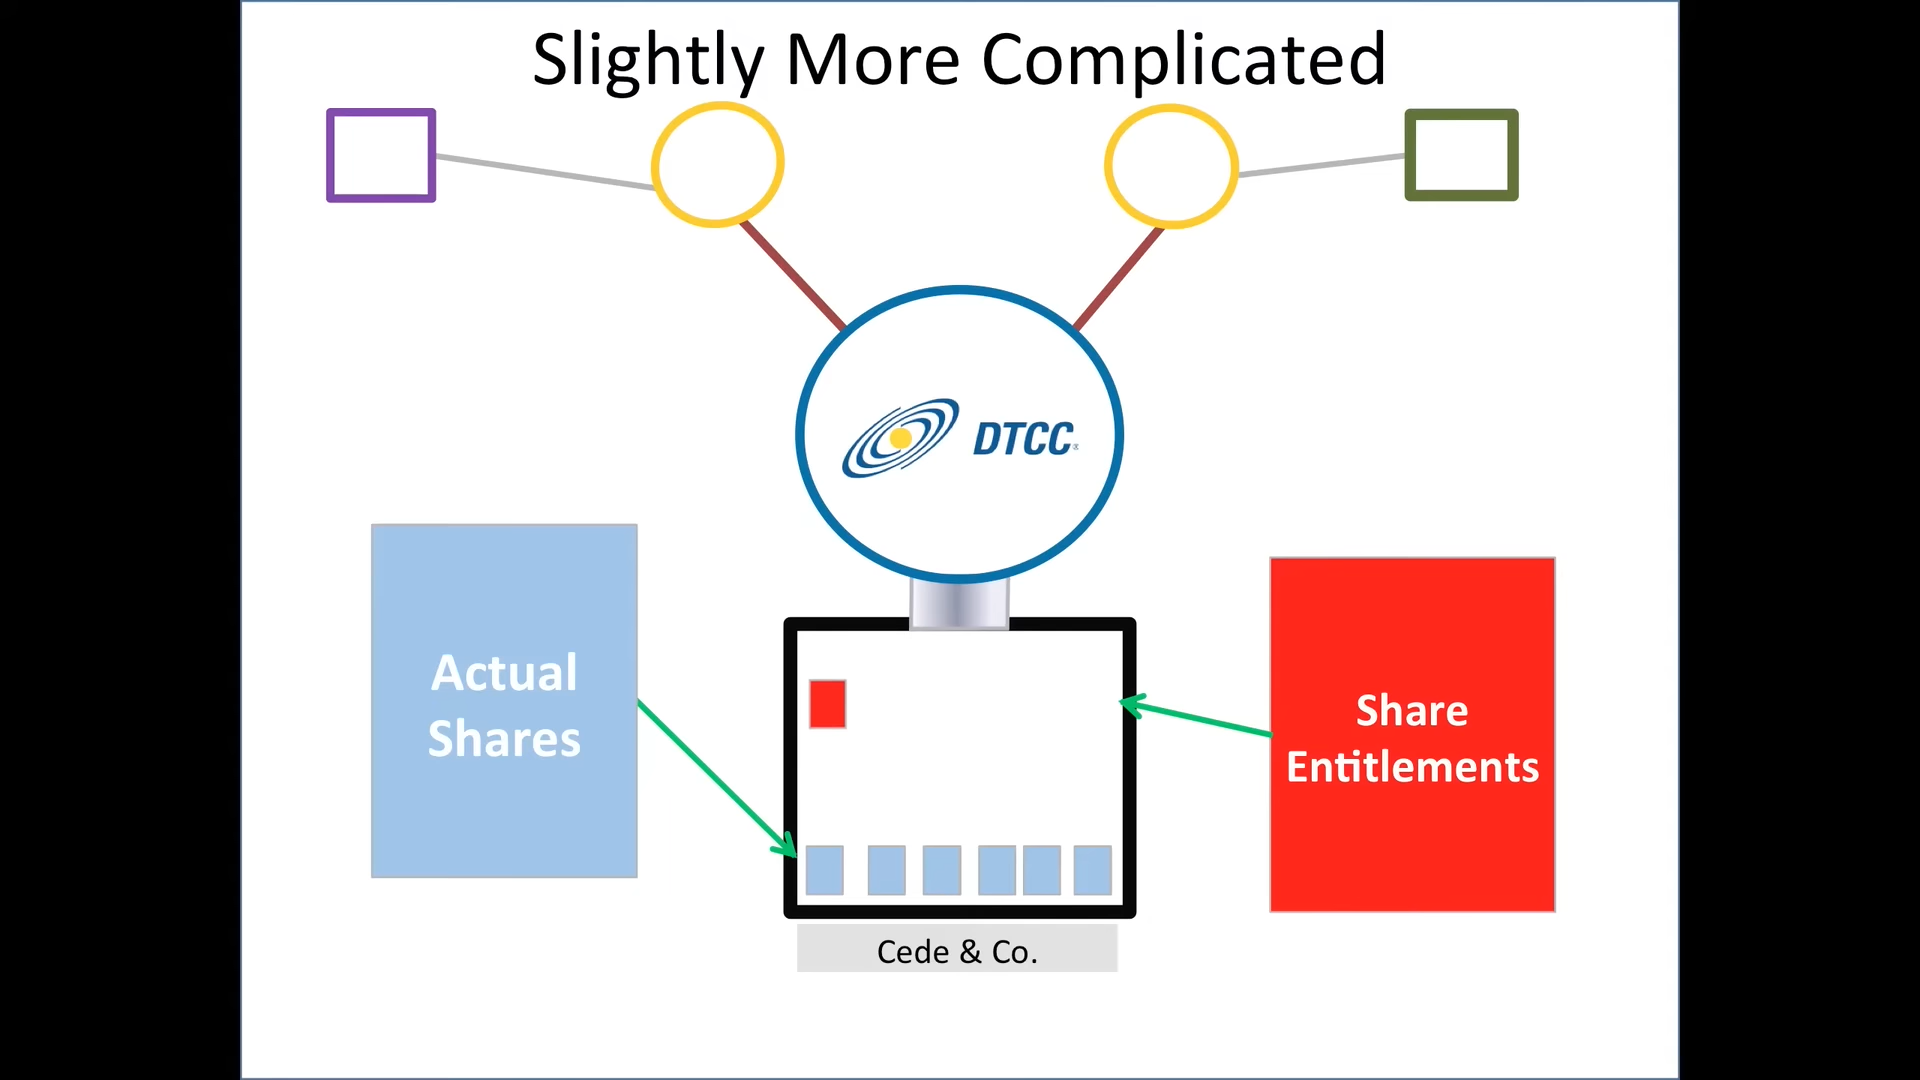 Slightly More Complicated
DTCC®
Actual
Shares
Share
Entitlements
Cede & Co.